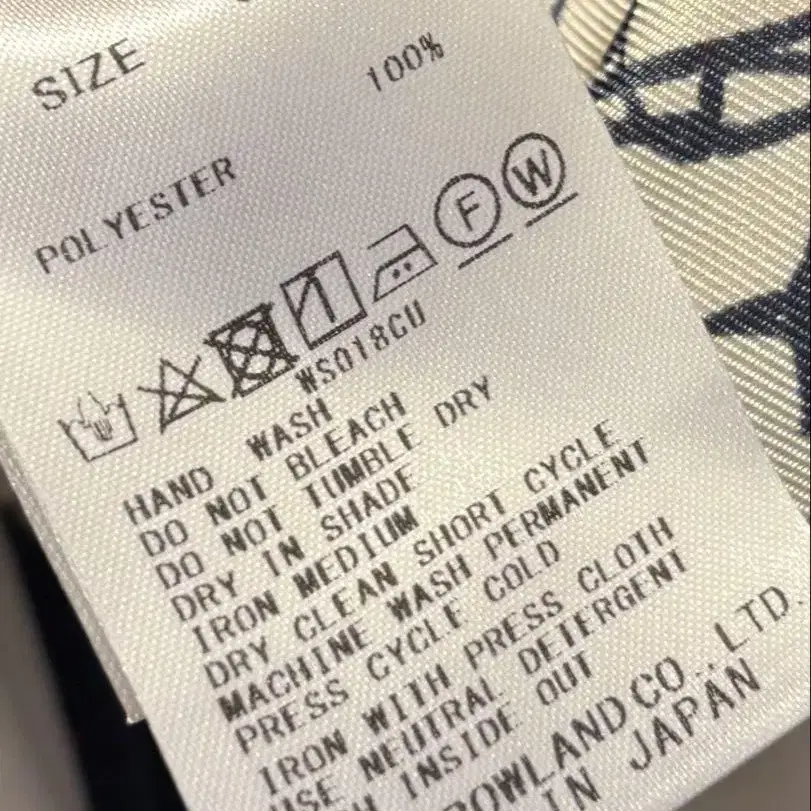 SIZE
100%
POLYESTER
F W
WS018CU
HAND WASH
DO NOT BLEACH
DO NOT TUMBLE DRY
DRY IN SHADE
IRON MEDIUM
DRY CLEAN SHORT CYCLE
MACHINE WASH PERMANENT
PRESS CYCLE COLD
IRON WITH PRESS CLOTH
USE NEUTRAL DETERGENT
INSIDE OUT
CO.,LTD.
IN JAPAN